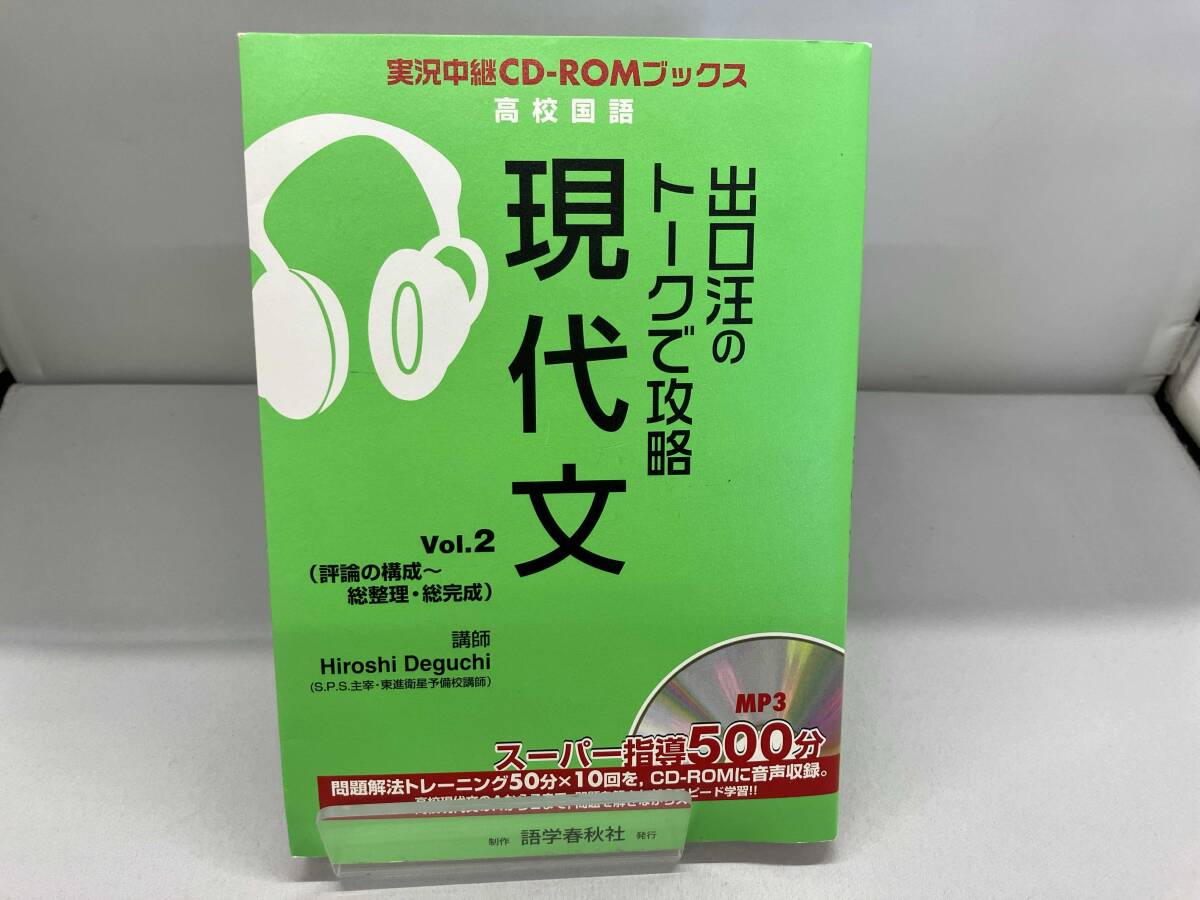 実況中継CD-ROMブックス
高校国語
出口汪の
トークで攻略
現代文
Vol.2
(評論の構成～
総整理・総完成)
講師
Hiroshi Deguchi
(S.P.S.主宰・東進衛星予備校講師)
MP3
スーパー指導500分
問題解法トレーニング50分×10回を, CD-ROMに音声収録。
ピード学習!!
制作 語学春秋社 発行